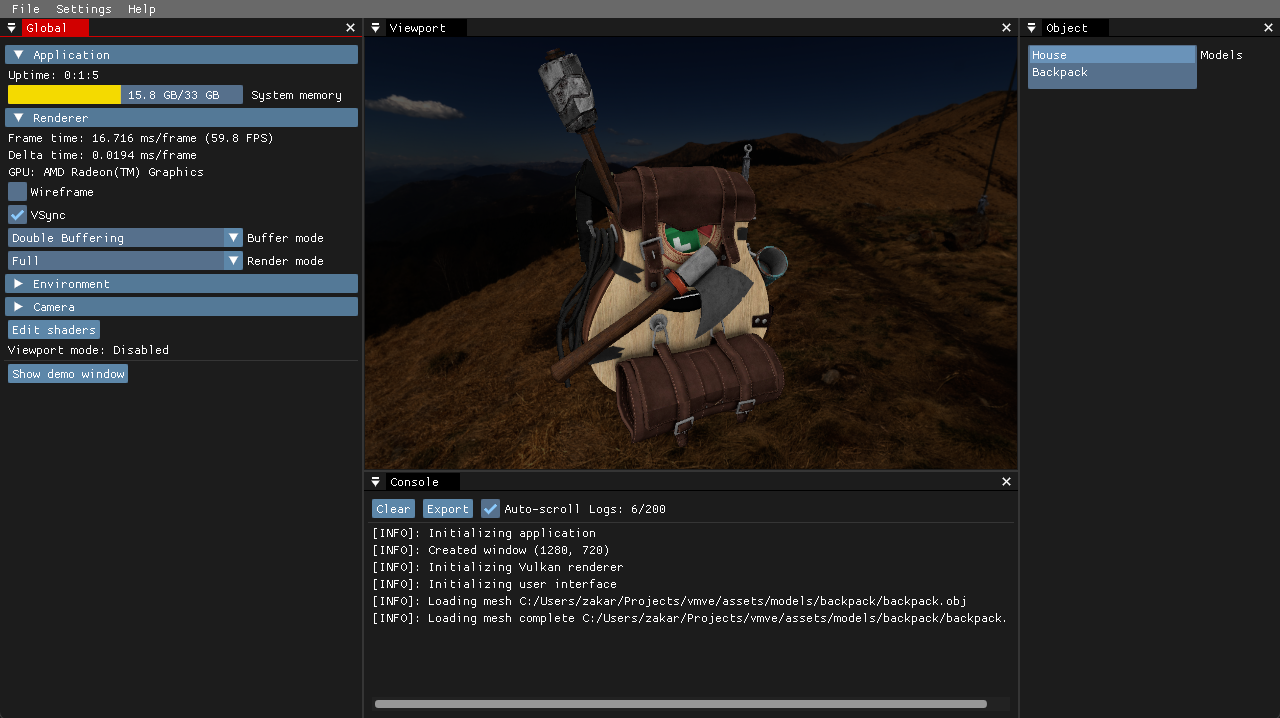 File Settings Help
Global
Application
Uptime: 0:1:5
15.8 GB/33 GB System memory
Renderer
Frame time: 16.716 ms/frame (59.8 FPS)
Delta time: 0.0194 ms/frame
GPU: AMD Radeon(TM) Graphics
Wireframe
VSync
Double Buffering Buffer mode
Full Render mode
Environment
Camera
Edit shaders
Viewport mode: Disabled
Show demo window
Viewport
Console
Clear Export Auto-scroll Logs: 6/200
[INFO]: Initializing application
[INFO]: Created window (1280, 720)
[INFO]: Initializing Vulkan renderer
[INFO]: Initializing user interface
[INFO]: Loading mesh C:/Users/zakar/Projects/vmve/assets/models/backpack/backpack.obj
[INFO]: Loading mesh complete C:/Users/zakar/Projects/vmve/assets/models/backpack/backpack.
Object
House Models
Backpack